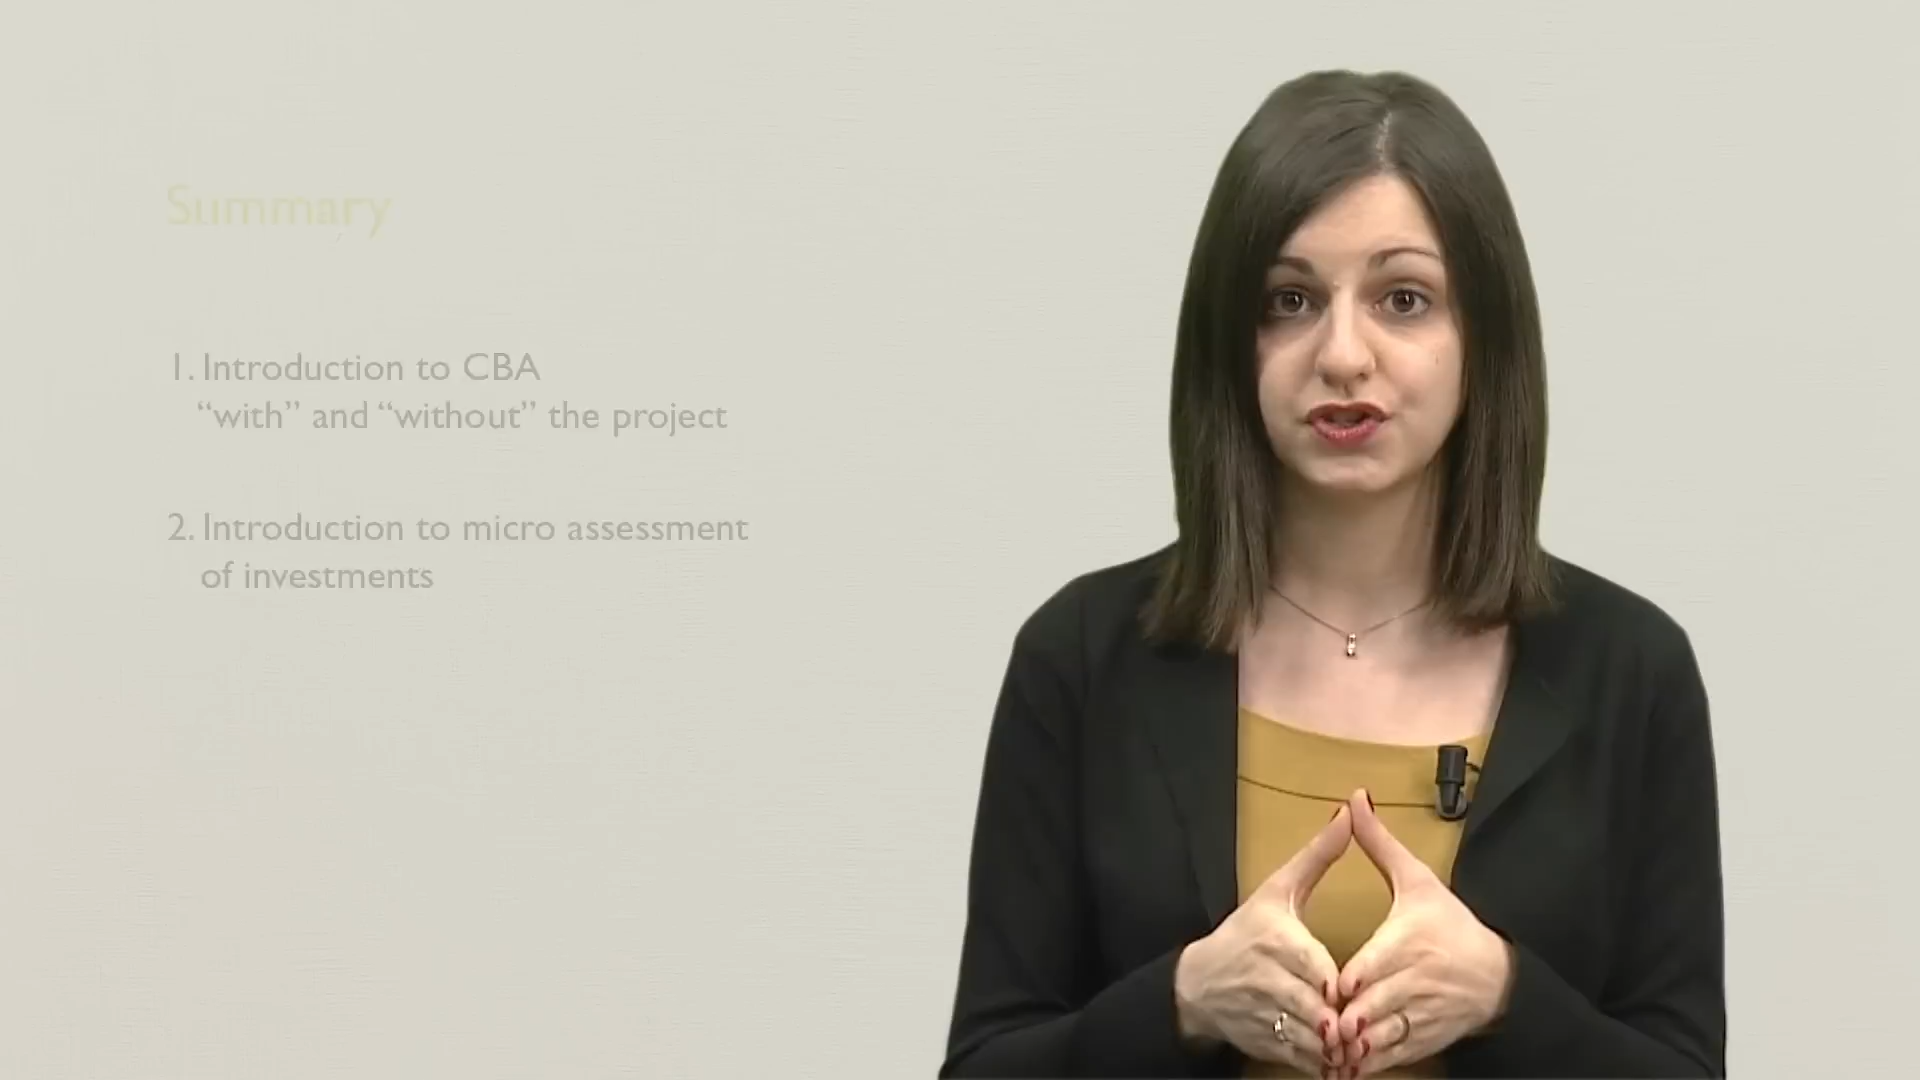 Summary
1. Introduction to CBA
“with” and “without” the project
2. Introduction to micro assessment
of investments